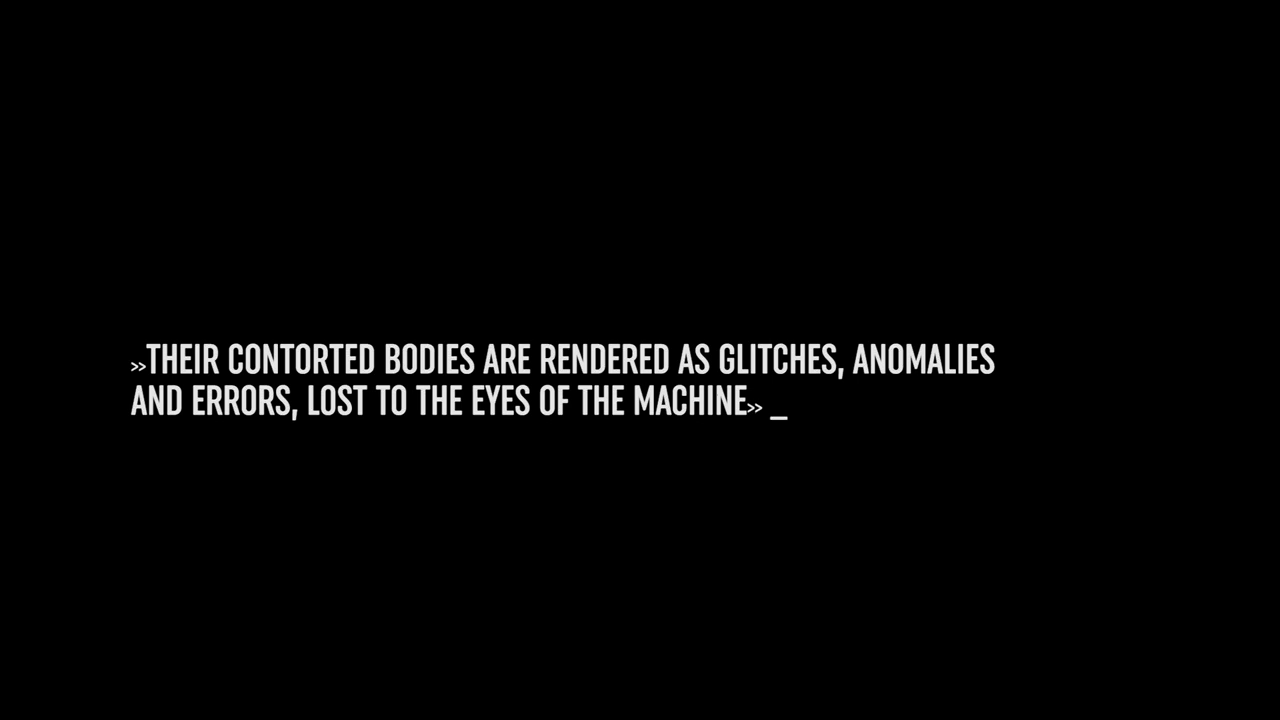 »THEIR CONTORTED BODIES ARE RENDERED AS GLITCHES, ANOMALIES
AND ERRORS, LOST TO THE EYES OF THE MACHINE» _